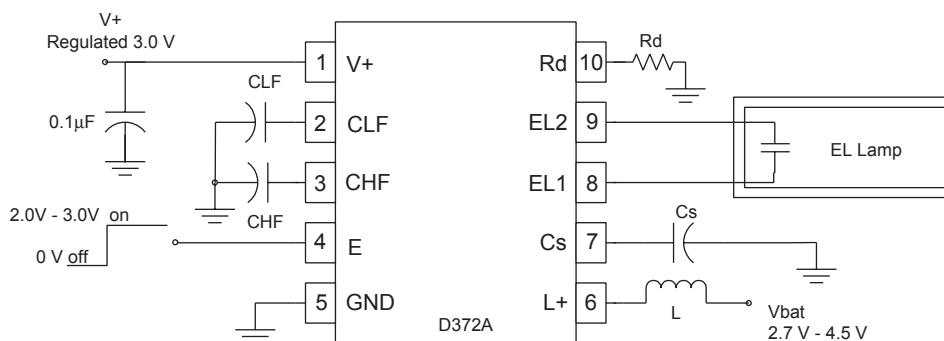 V+
Regulated 3.0 V
0.1μF
CLF
CHF
2.0V - 3.0V on
0 V off
1 V+
2 CLF
3 CHF
4 E
5 GND
D372A
Rd 10
EL2 9
EL1 8
Cs 7
L+ 6
Rd
EL Lamp
Cs
L
Vbat
2.7 V - 4.5 V